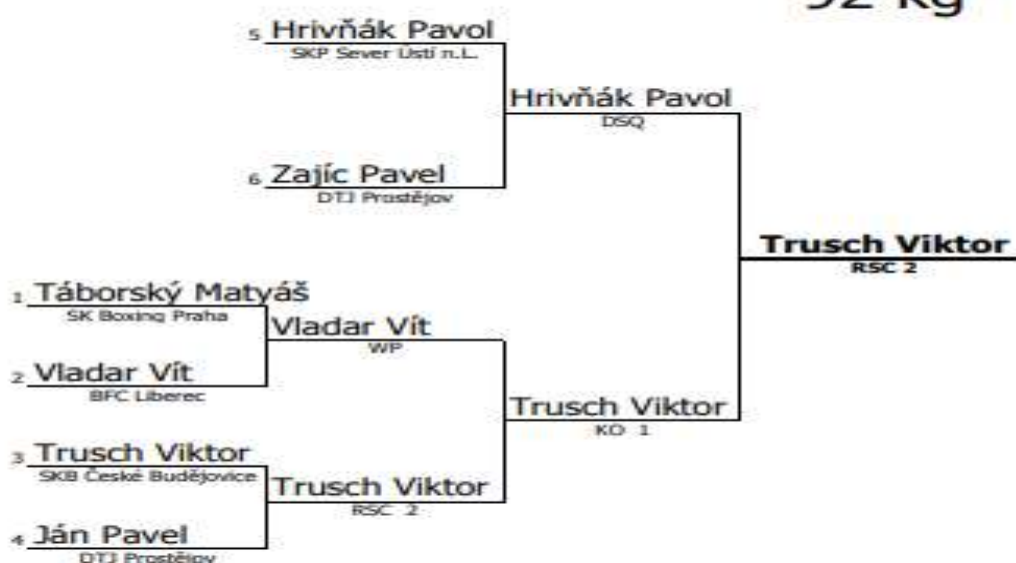 92 kg
5 Hrivňák Pavol
SKP Sever Ústí n.L.
Hrivňák Pavol
DSQ
6 Zajíc Pavel
DTJ Prostějov
Trusch Viktor
RSC 2
1 Táborský Matyáš
SK Boxing Praha
Vladar Vít
WP
2 Vladar Vít
BFC Liberec
Trusch Viktor
KO 1
3 Trusch Viktor
SKB České Budějovice
Trusch Viktor
RSC 2
4 Ján Pavel
DTJ Prostějov